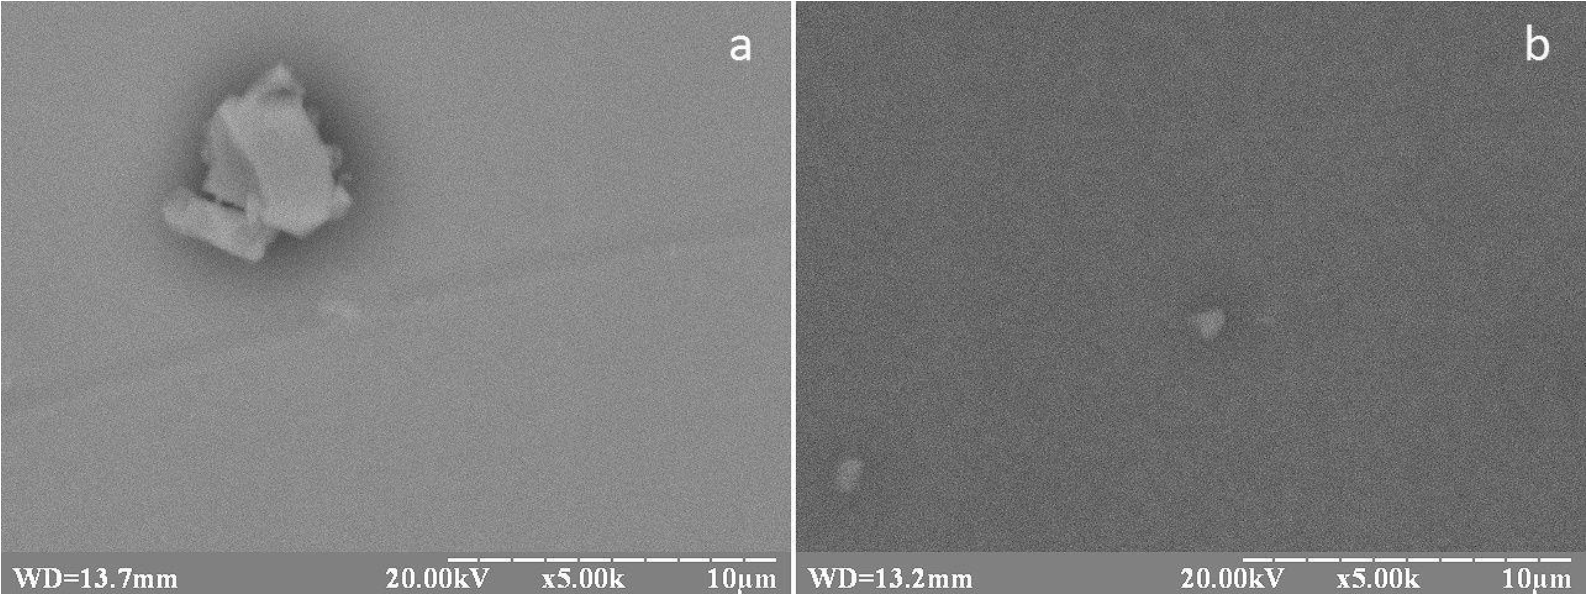 a
b
WD=13.7mm 20.00kV x5.00k 10μm
WD=13.2mm 20.00kV x5.00k 10μm